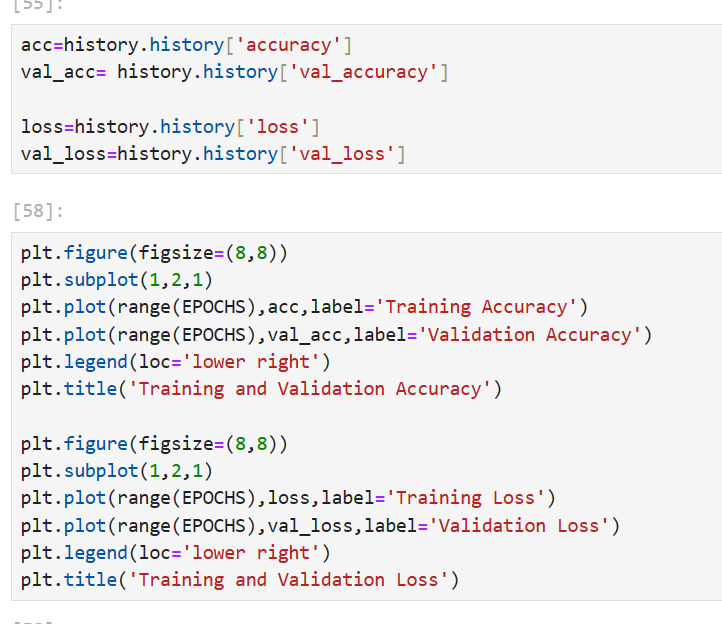 [55]:
acc=history.history['accuracy']
val_acc= history.history['val_accuracy']
loss=history.history['loss']
val_loss=history.history['val_loss']
[58]:
plt.figure(figsize=(8,8))
plt.subplot(1,2,1)
plt.plot(range(EPOCHS),acc,label='Training Accuracy')
plt.plot(range(EPOCHS),val_acc,label='Validation Accuracy')
plt.legend(loc='lower right')
plt.title('Training and Validation Accuracy')
plt.figure(figsize=(8,8))
plt.subplot(1,2,1)
plt.plot(range(EPOCHS),loss,label='Training Loss')
plt.plot(range(EPOCHS),val_loss,label='Validation Loss')
plt.legend(loc='lower right')
plt.title('Training and Validation Loss')